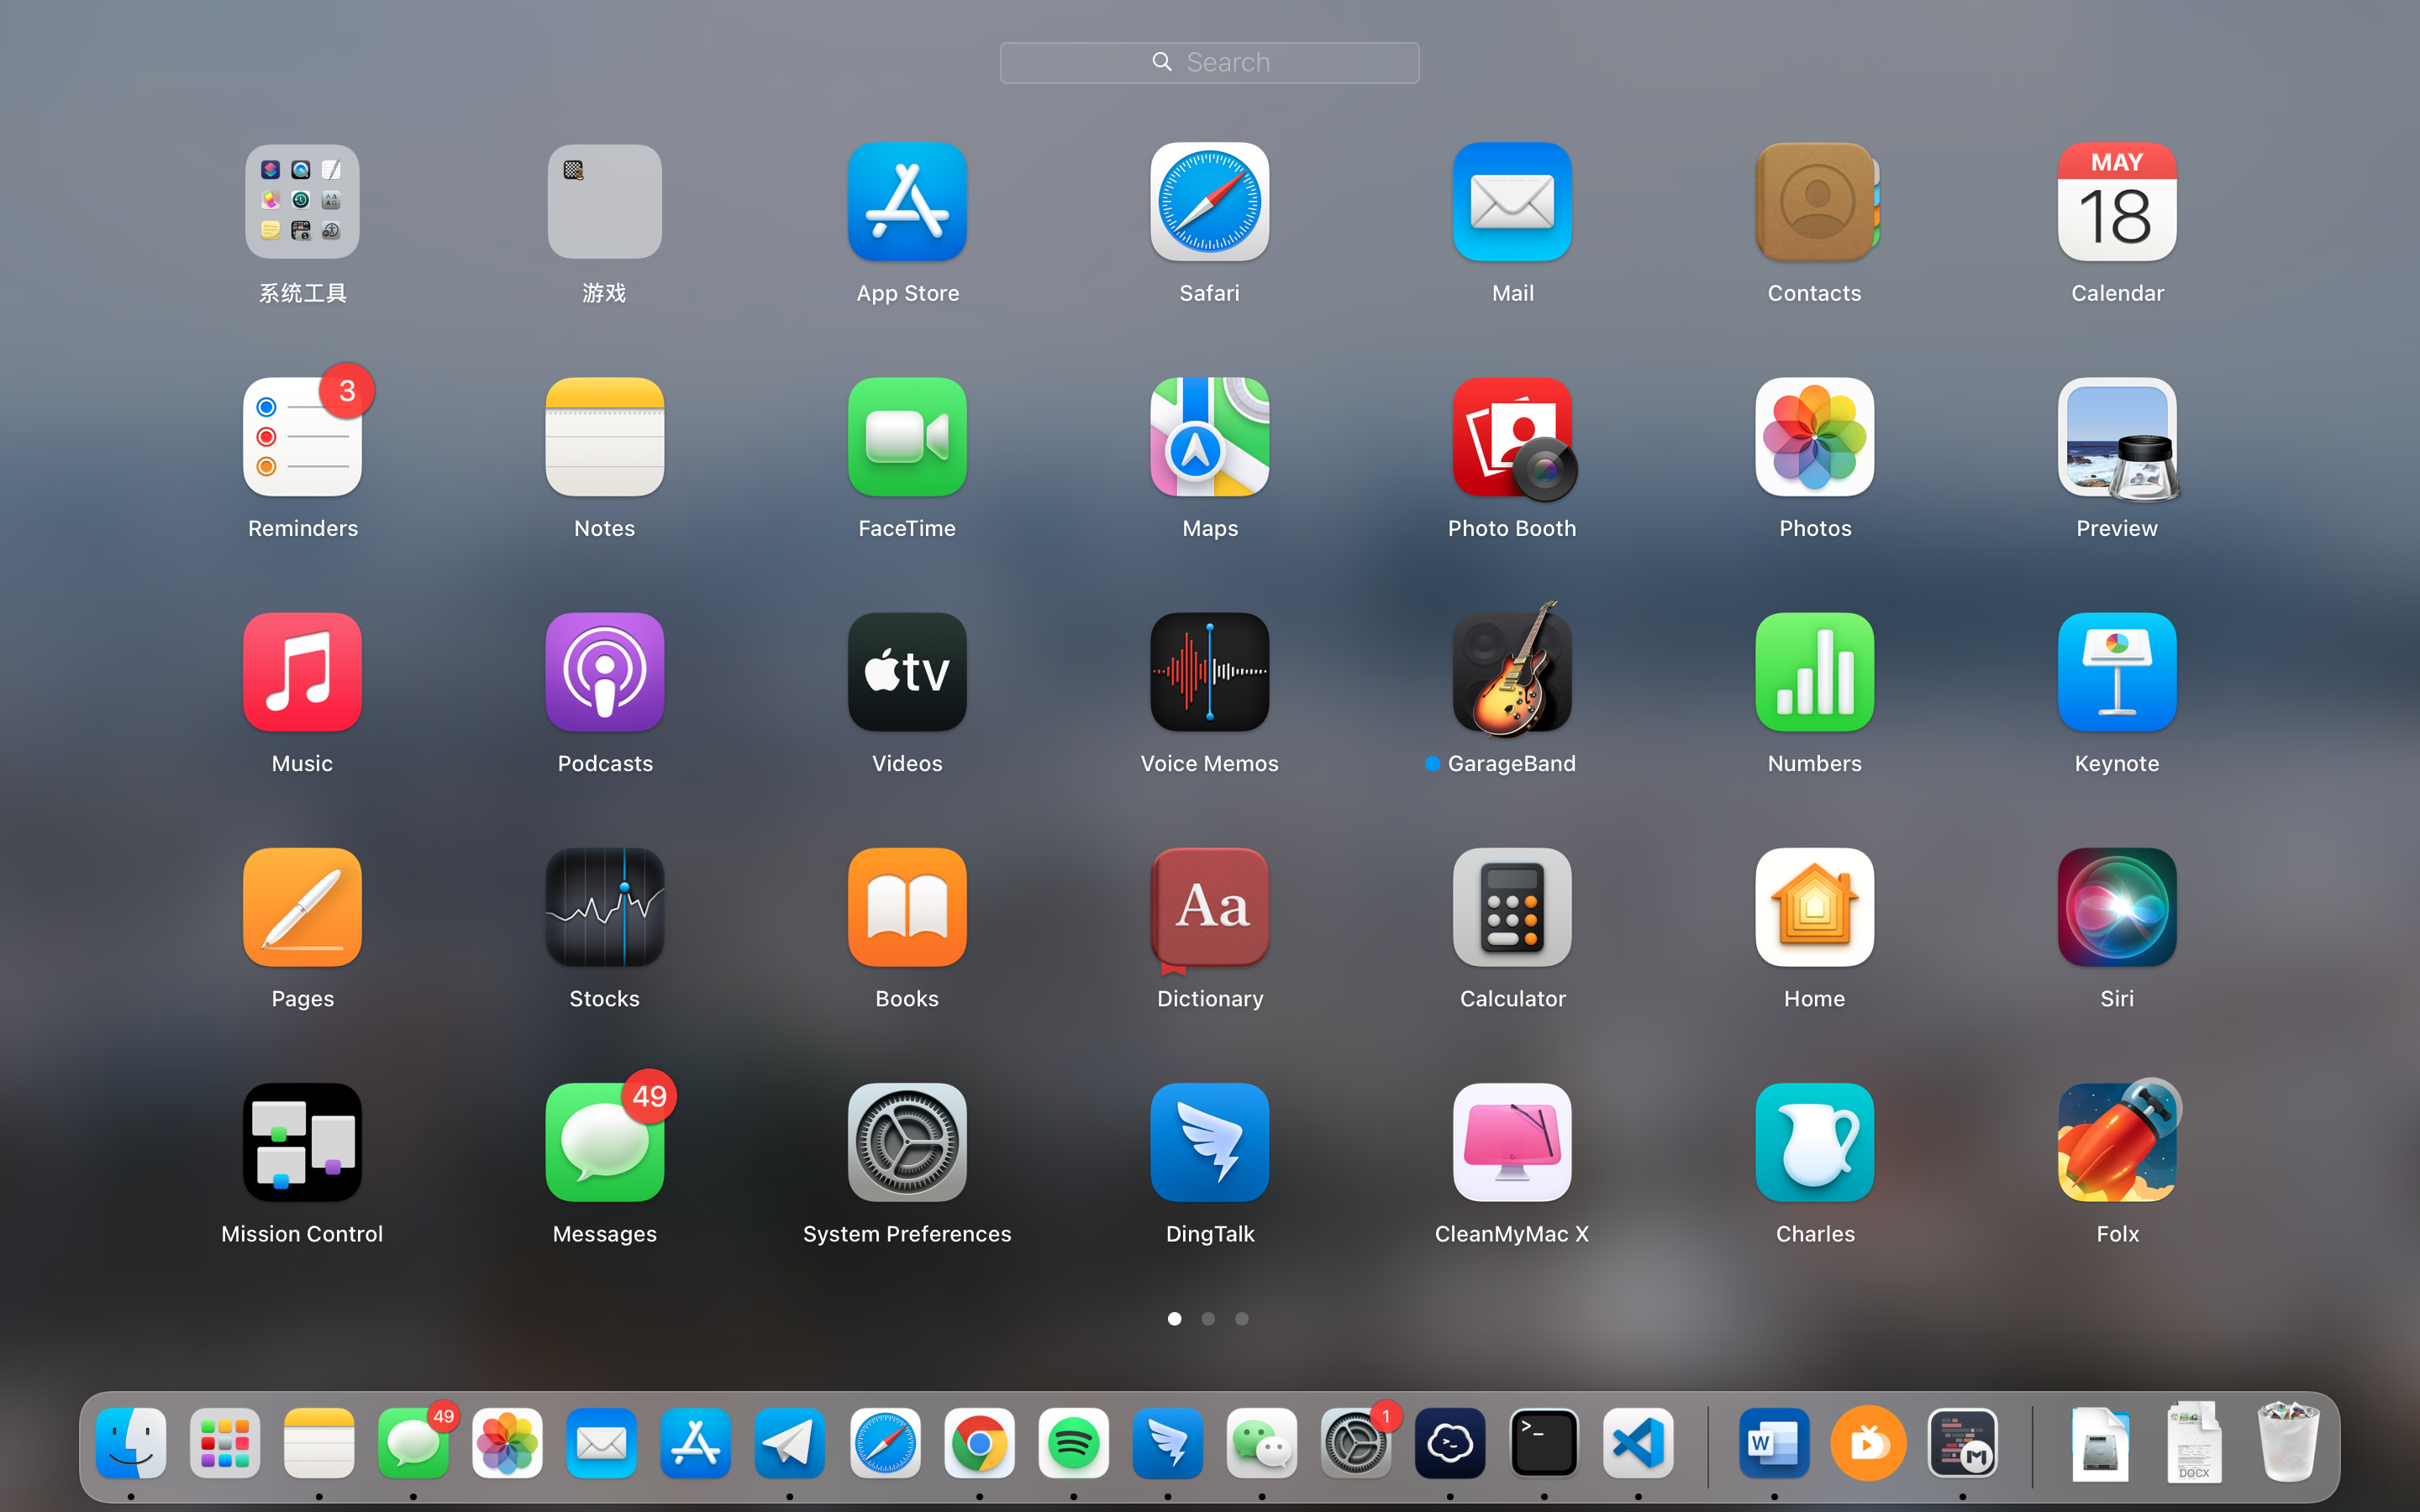 Search
系统工具
游戏
App Store
Safari
Mail
Contacts
MAY
18
Calendar
3
Reminders
Notes
FaceTime
Maps
Photo Booth
Photos
Preview
Music
Podcasts
tv
Videos
Voice Memos
GarageBand
Numbers
Keynote
Pages
Stocks
Books
Aa
Dictionary
Calculator
Home
Siri
Mission Control
49
Messages
System Preferences
DingTalk
CleanMyMac X
Charles
Folx
49
1
>_
>_
W
M
DOCX